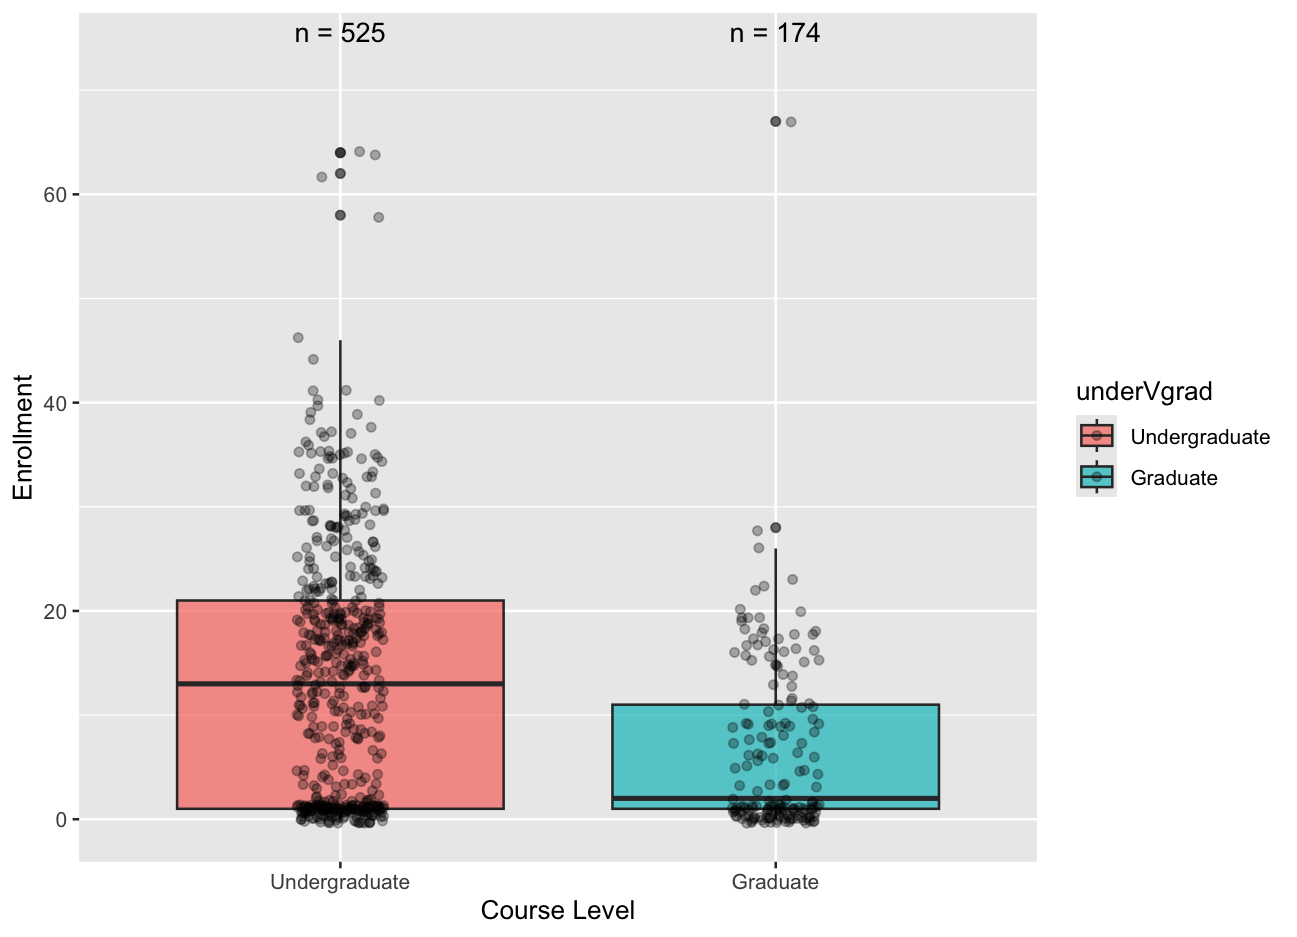 n = 525
n = 174
60
40
20
0
Enrollment
Undergraduate
Graduate
Course Level
underVgrad
Undergraduate
Graduate